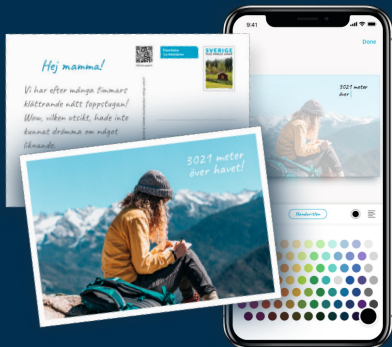 Hej mamma!
Vi har efter många timmars
klättrande nått toppstugan!
Wow, vilken utsikt, hade inte
kunnat drömma om något
liknande.
SVERIGE
3021 meter
över havet!
9:41
Done
3021 meter
över
Handwritten